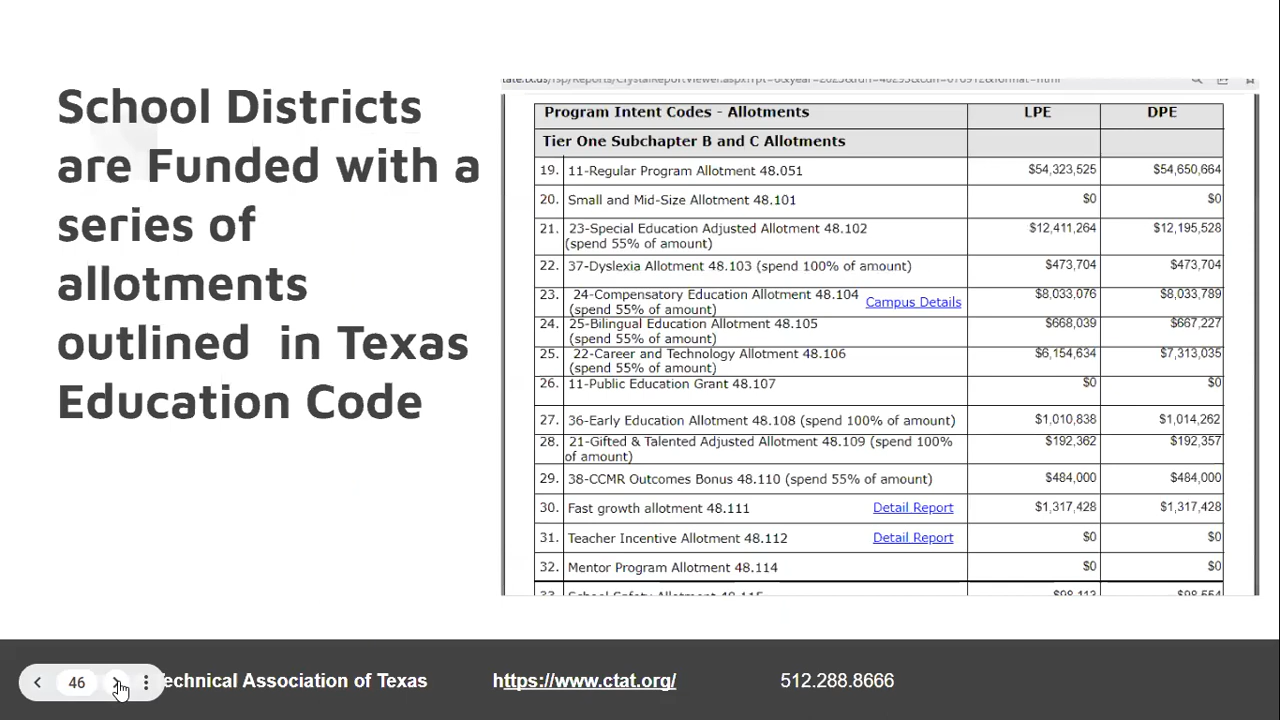 School Districts
are Funded with a
series of
allotments
outlined in Texas
Education Code
Program Intent Codes - Allotments LPE DPE
Tier One Subchapter B and C Allotments
19. 11-Regular Program Allotment 48.051 $54,323,525 $54,650,664
20. Small and Mid-Size Allotment 48.101 $0 $0
21. 23-Special Education Adjusted Allotment 48.102 $12,411,264 $12,195,528
(spend 55% of amount)
22. 37-Dyslexia Allotment 48.103 (spend 100% of amount) $473,704 $473,704
23. 24-Compensatory Education Allotment 48.104 Campus Details $8,033,076 $8,033,789
(spend 55% of amount)
24. 25-Bilingual Education Allotment 48.105 $668,039 $667,227
(spend 55% of amount)
25. 22-Career and Technology Allotment 48.106 $6,154,634 $7,313,035
(spend 55% of amount)
26. 11-Public Education Grant 48.107 $0 $0
27. 36-Early Education Allotment 48.108 (spend 100% of amount) $1,010,838 $1,014,262
28. 21-Gifted & Talented Adjusted Allotment 48.109 (spend 100% $192,362 $192,357
of amount)
29. 38-CCMR Outcomes Bonus 48.110 (spend 55% of amount) $484,000 $484,000
30. Fast growth allotment 48.111 Detail Report $1,317,428 $1,317,428
31. Teacher Incentive Allotment 48.112 Detail Report $0 $0
32. Mentor Program Allotment 48.114 $0 $0
33. School Safety Allotment 48.115 $98,113 $98,554
46 echnical Association of Texas https://www.ctat.org/ 512.288.8666